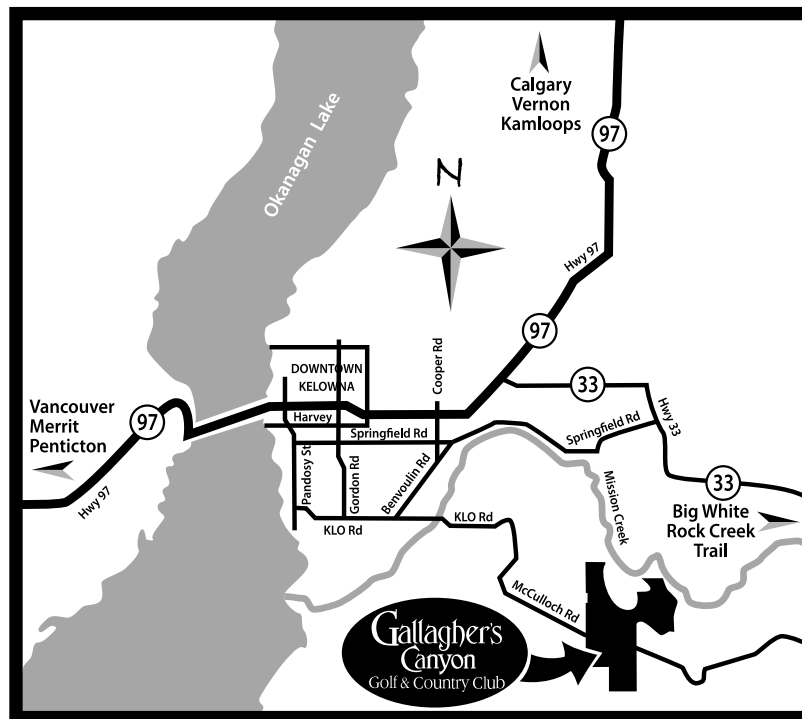 Okanagan Lake
Calgary
Vernon
Kamloops
97
N
Hwy 97
97
Cooper Rd
DOWNTOWN
KELOWNA
33
Harvey
Vancouver
Merrit
Penticton
97
Hwy 97
Springfield Rd
Springfield Rd
Hwy 33
Pandosy St
Gordon Rd
Benvoulin Rd
Mission Creek
33
Big White
Rock Creek
Trail
KLO Rd
KLO Rd
McCulloch Rd
Gallagher's
Canyon
Golf & Country Club